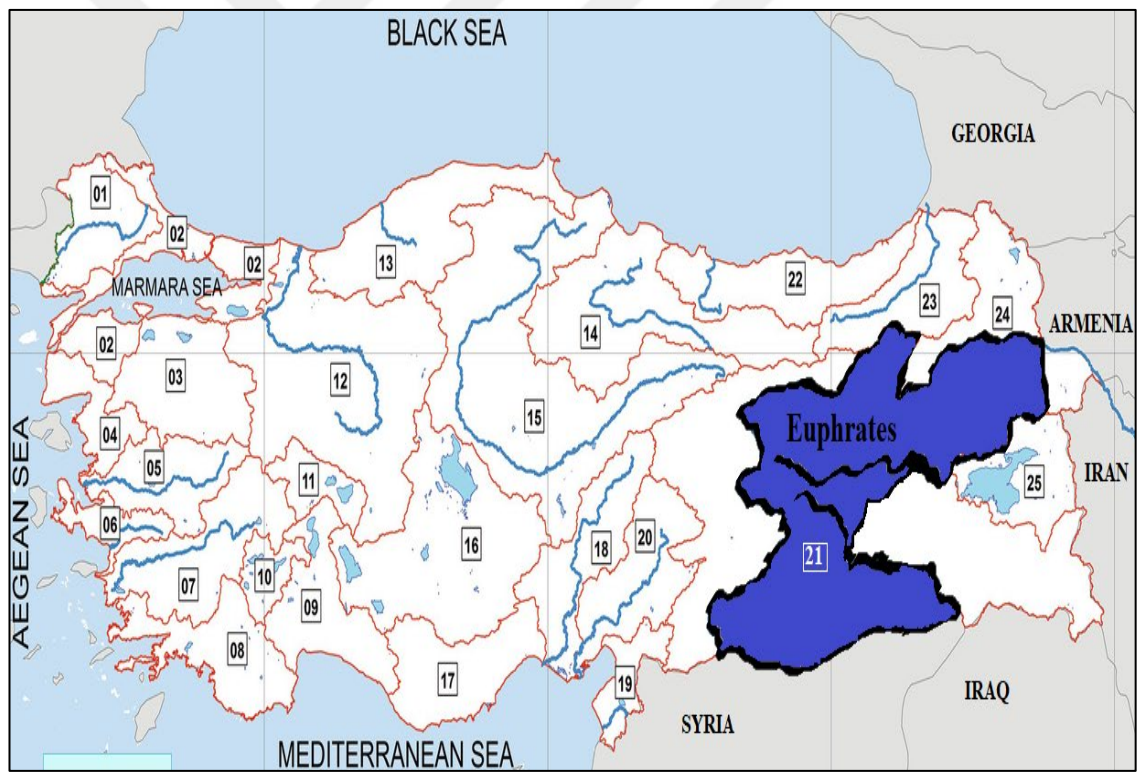 BLACK SEA
GEORGIA
01
02
02
13
22
MARMARA SEA
23
24
ARMENIA
02
14
03
12
15
Euphrates
04
05
11
25
IRAN
AEGEAN SEA
06
16
18
20
21
07
10
09
08
17
19
IRAQ
SYRIA
MEDITERRANEAN SEA